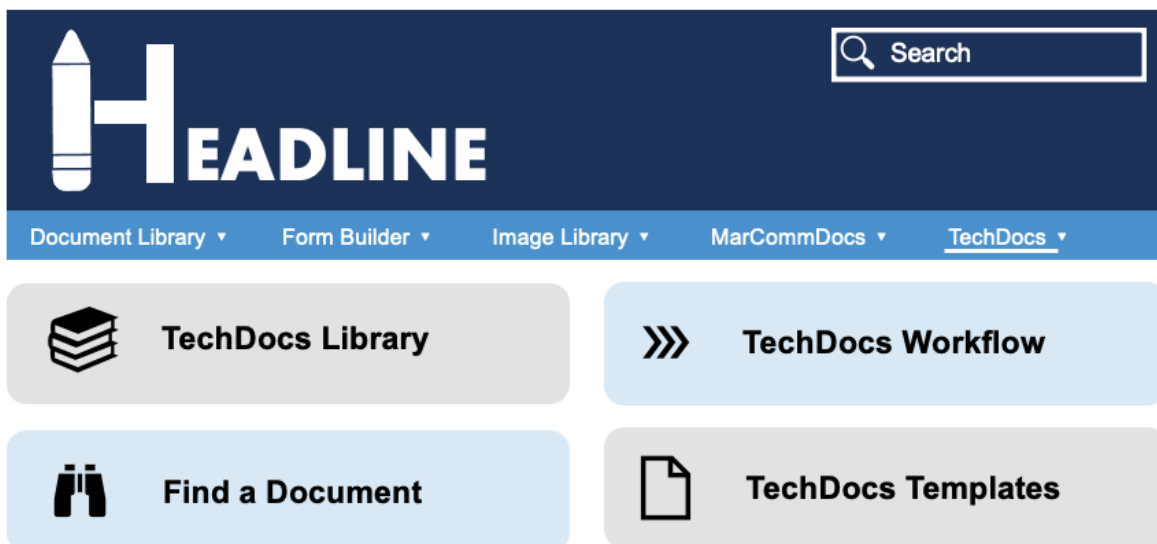 Search
HEADLINE
Document Library ▾ Form Builder ▾ Image Library ▾ MarCommDocs ▾ TechDocs ▾
TechDocs Library
TechDocs Workflow
Find a Document
TechDocs Templates